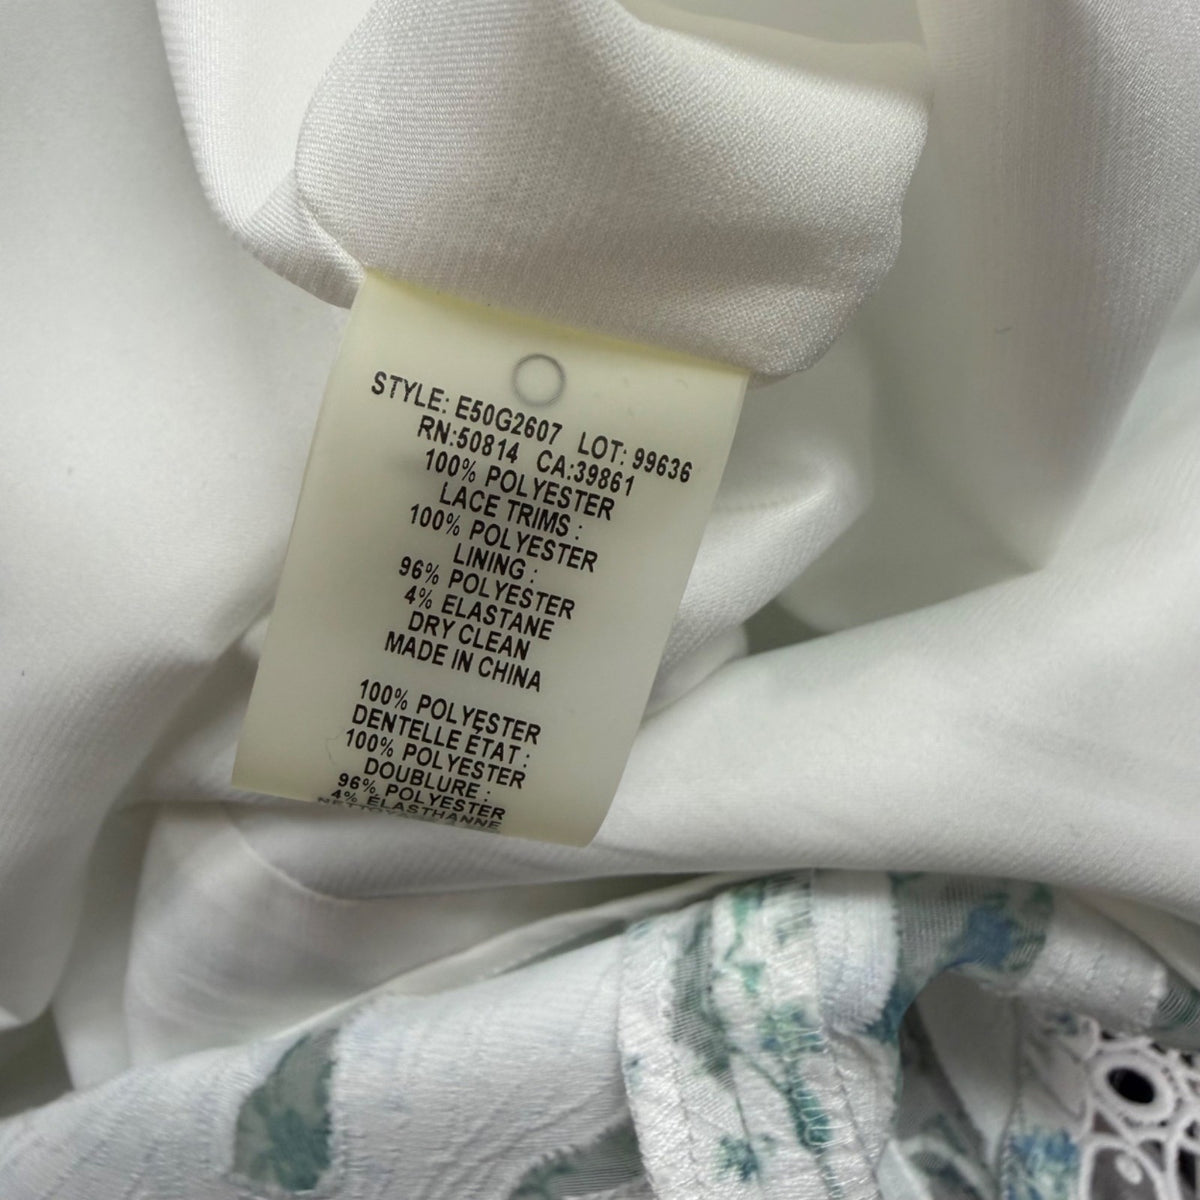 STYLE: E50G2607 LOT: 99636
RN:50814 CA:39861
100% POLYESTER
LACE TRIMS :
100% POLYESTER
LINING :
96% POLYESTER
4% ELASTANE
DRY CLEAN
MADE IN CHINA
100% POLYESTER
DENTELLE ÉTAT :
100% POLYESTER
DOUBLURE :
96% POLYESTER
4% ELASTHANNE